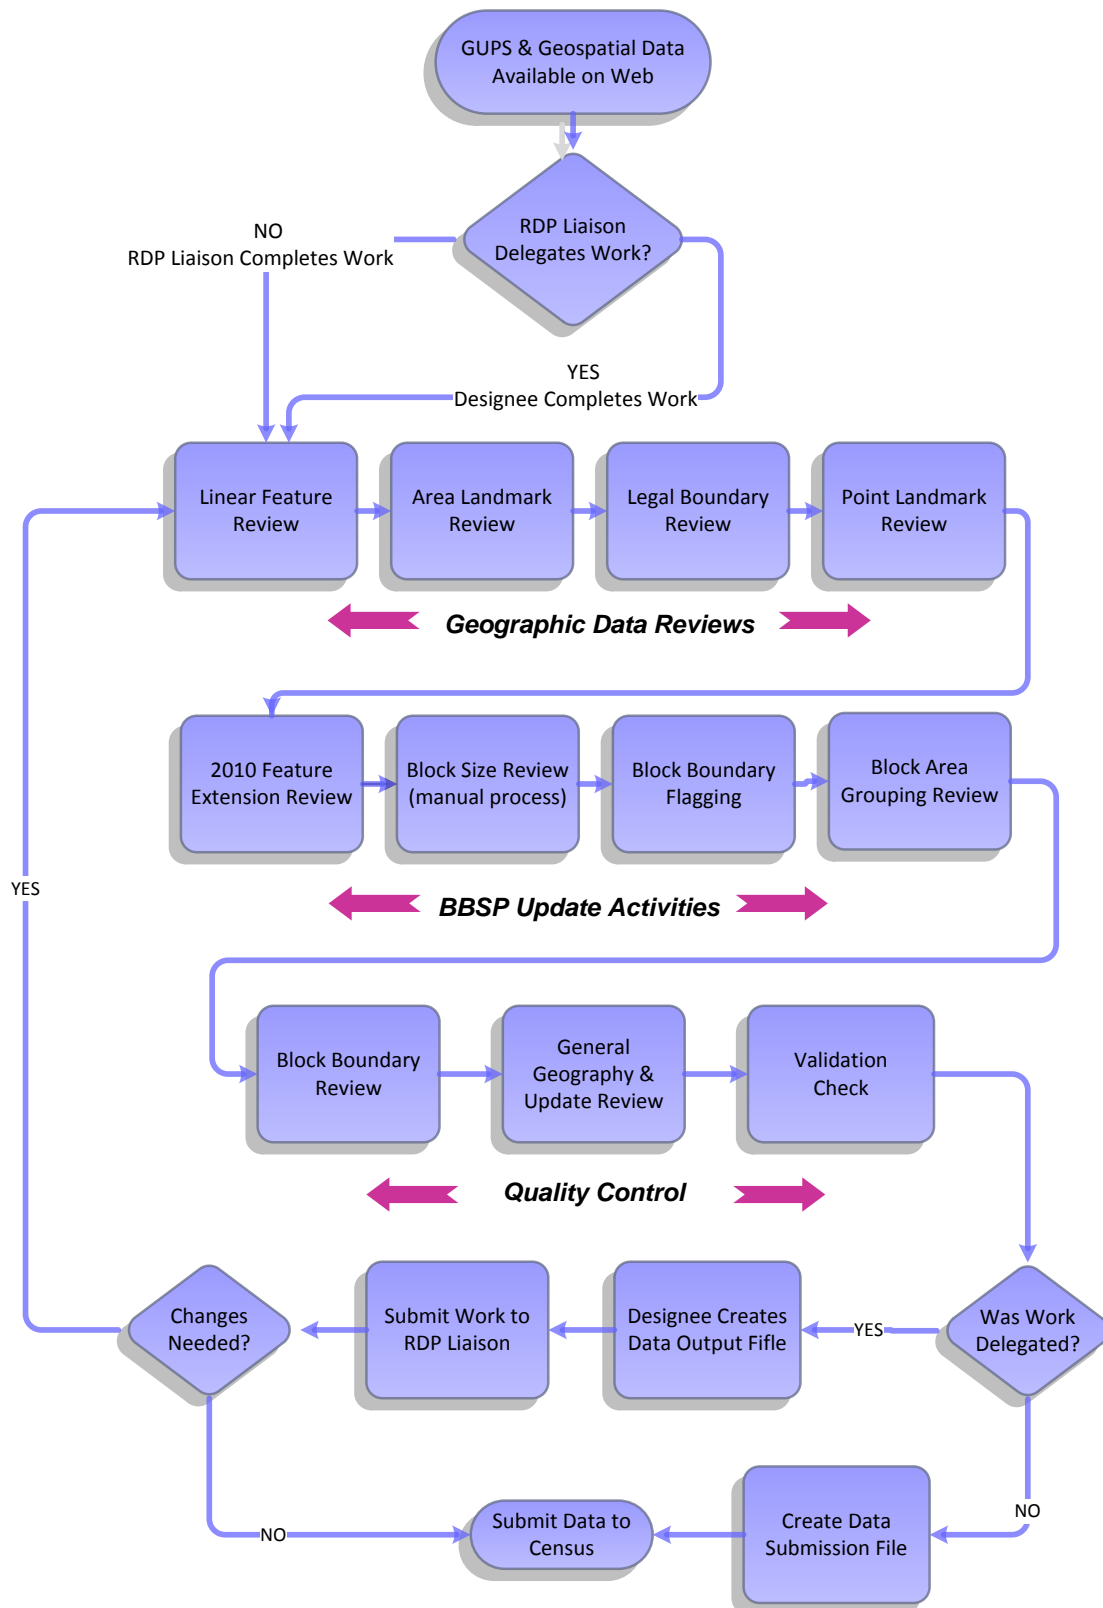 GUPS & Geospatial Data
Available on Web
RDP Liaison
Delegates Work?
NO
RDP Liaison Completes Work
YES
Designee Completes Work
Linear Feature
Review
Area Landmark
Review
Legal Boundary
Review
Point Landmark
Review
Geographic Data Reviews
2010 Feature
Extension Review
Block Size Review
(manual process)
Block Boundary
Flagging
Block Area
Grouping Review
YES
BBSP Update Activities
Block Boundary
Review
General
Geography &
Update Review
Validation
Check
Quality Control
Changes
Needed?
Submit Work to
RDP Liaison
Designee Creates
Data Output Fifle
YES
Was Work
Delegated?
NO
Submit Data to
Census
Create Data
Submission File
NO